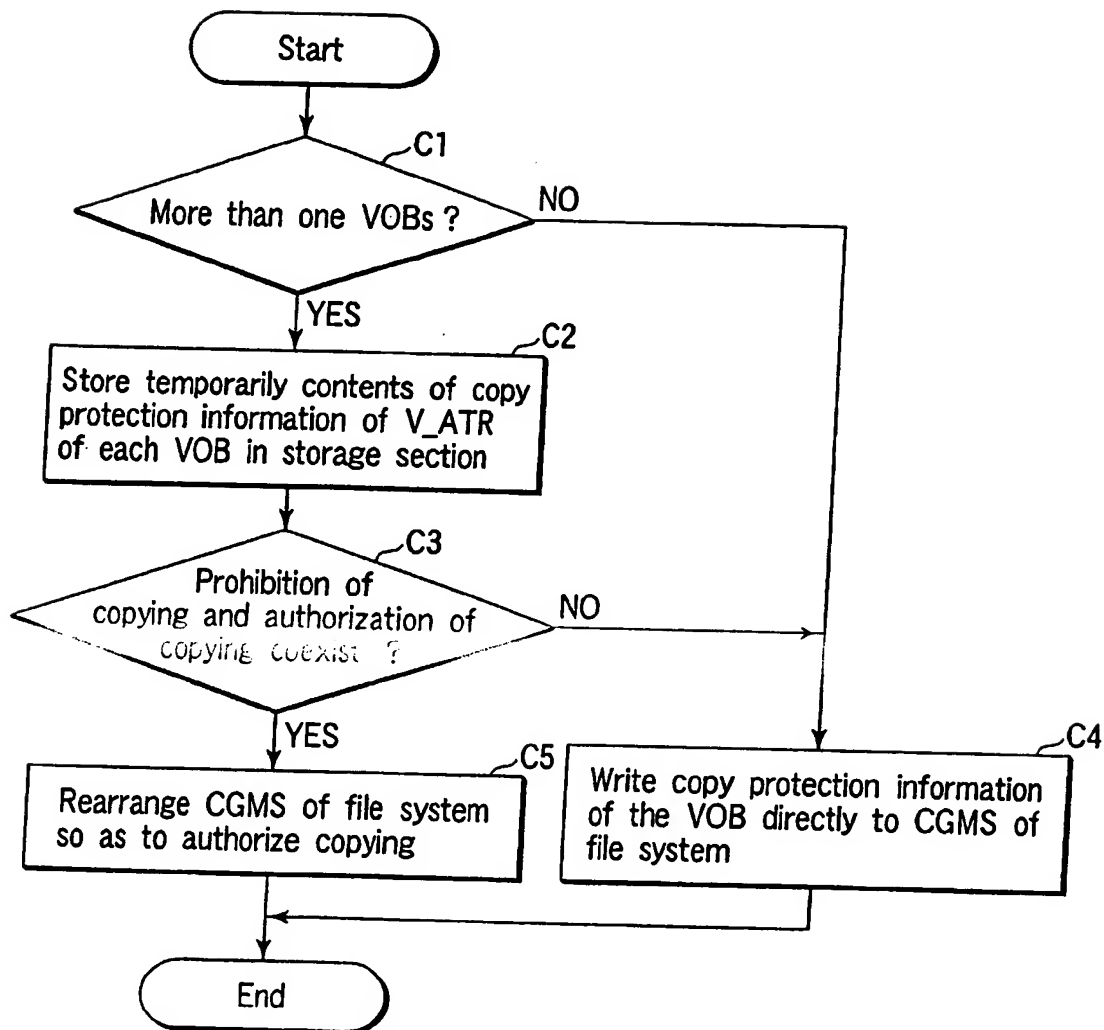 Start
C1
More than one VOBs ?
NO
YES
C2
Store temporarily contents of copy
protection information of V_ATR
of each VOB in storage section
C3
Prohibition of
copying and authorization of
copying coexist ?
NO
YES
C5
Rearrange CGMS of file system
so as to authorize copying
C4
Write copy protection information
of the VOB directly to CGMS of
file system
End